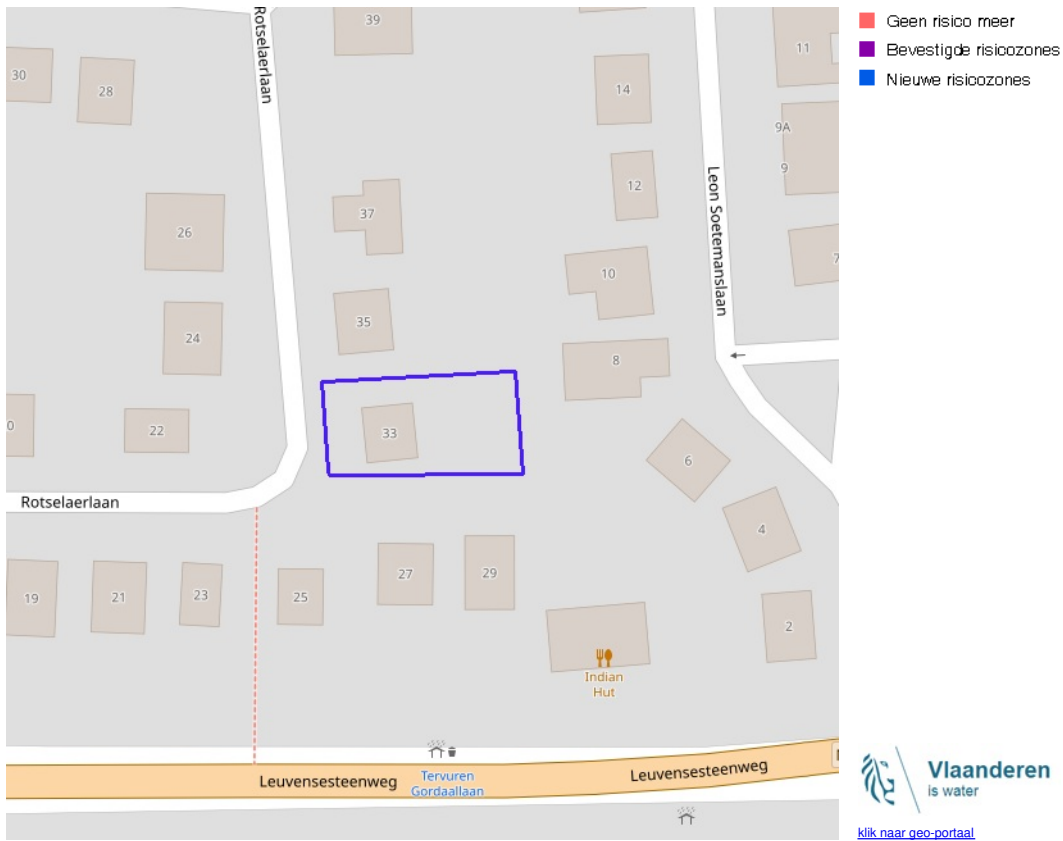 Geen risico meer
Bevestigde risicozones
Nieuwe risicozones
39
11
30
28
14
Rotselaerlaan
9A
9
12
Leon Soetemanslaan
37
26
7
10
35
24
8
0
22
33
6
Rotselaerlaan
4
19
21
23
25
27
29
2
Indian
Hut
Leuvensesteenweg
Tervuren
Gordaallaan
Leuvensesteenweg
Vlaanderen
is water
klik naar geo-portaal